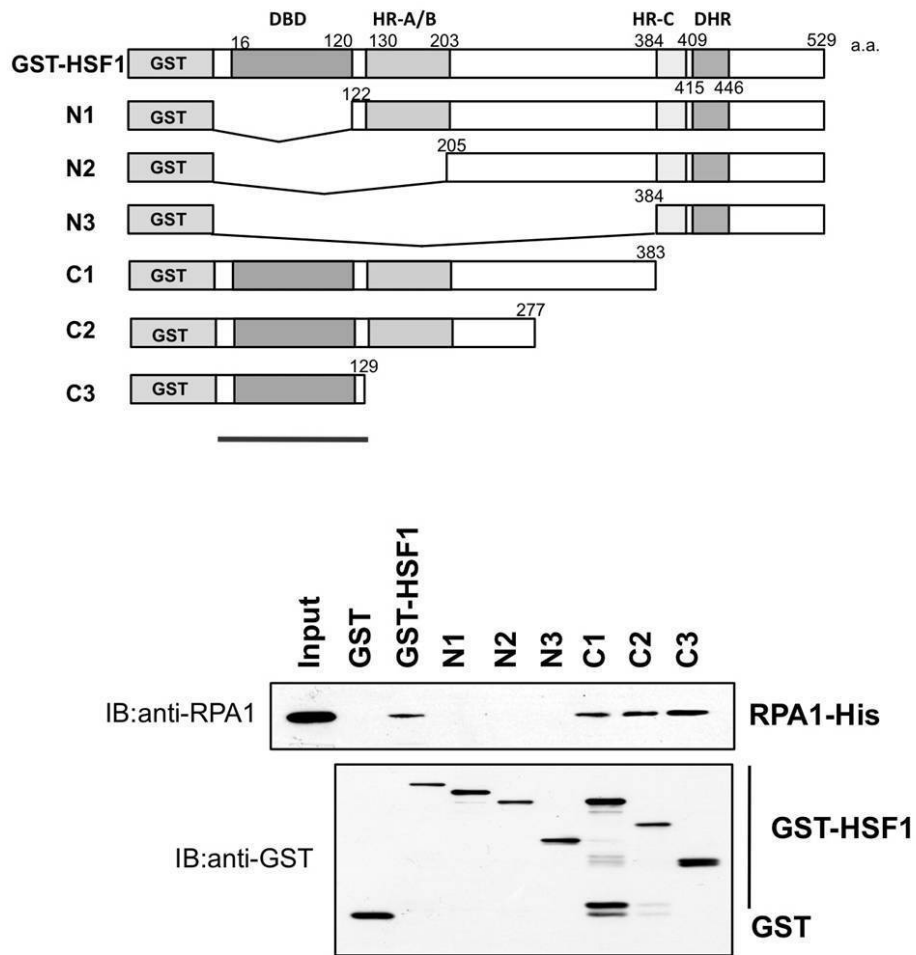 DBD HR-A/B HR-C DHR
16 120 130 203 384 409 529 a.a.
GST-HSF1 GST
415 446
N1 GST 122
N2 GST 205
N3 GST 384
C1 GST 383
C2 GST 277
C3 GST 129
Input GST GST-HSF1 N1 N2 N3 C1 C2 C3
IB:anti-RPA1 RPA1-His
IB:anti-GST GST-HSF1
GST